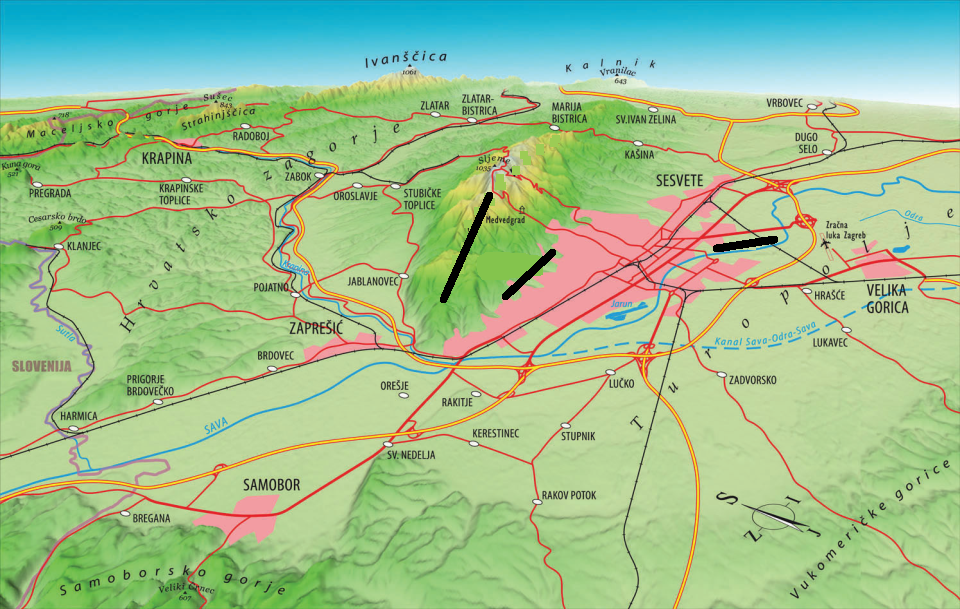 Ivanščica
1061
Kalnik
Vranilac
643
Sušec
843
Maceljsko gorje
718
Strahinjščica
ZLATAR
ZLATAR-
BISTRICA
MARIJA
BISTRICA
SV.IVAN ZELINA
VRBOVEC
RADOBOJ
DUGO
SELO
KRAPINA
Kuna gora
521
Hrvatsko zagorje
ZABOK
Sljeme
1035
KAŠINA
PREGRADA
KRAPINSKE
TOPLICE
OROSLAVJE
STUBIČKE
TOPLICE
SESVETE
Cesarsko brdo
509
Medvedgrad
Odra
KLANJEC
Zračna
luka Zagreb
Krapina
JABLANOVEC
POJATNO
HRAŠĆE
VELIKA
GORICA
Jarun
ZAPREŠIĆ
Sutla
Kanal Sava-Odra-Sava
LUKAVEC
SLOVENIJA
BRDOVEC
PRIGORJE
BRDOVEČKO
OREŠJE
LUČKO
ZADVORSKO
RAKITJE
Turopolje
HARMICA
SAVA
KERESTINEC
STUPNIK
SV. NEDELJA
SAMOBOR
RAKOV POTOK
S
I
Z
J
BREGANA
Vukomeričke gorice
Samoborsko gorje
Veliki Črnec
607